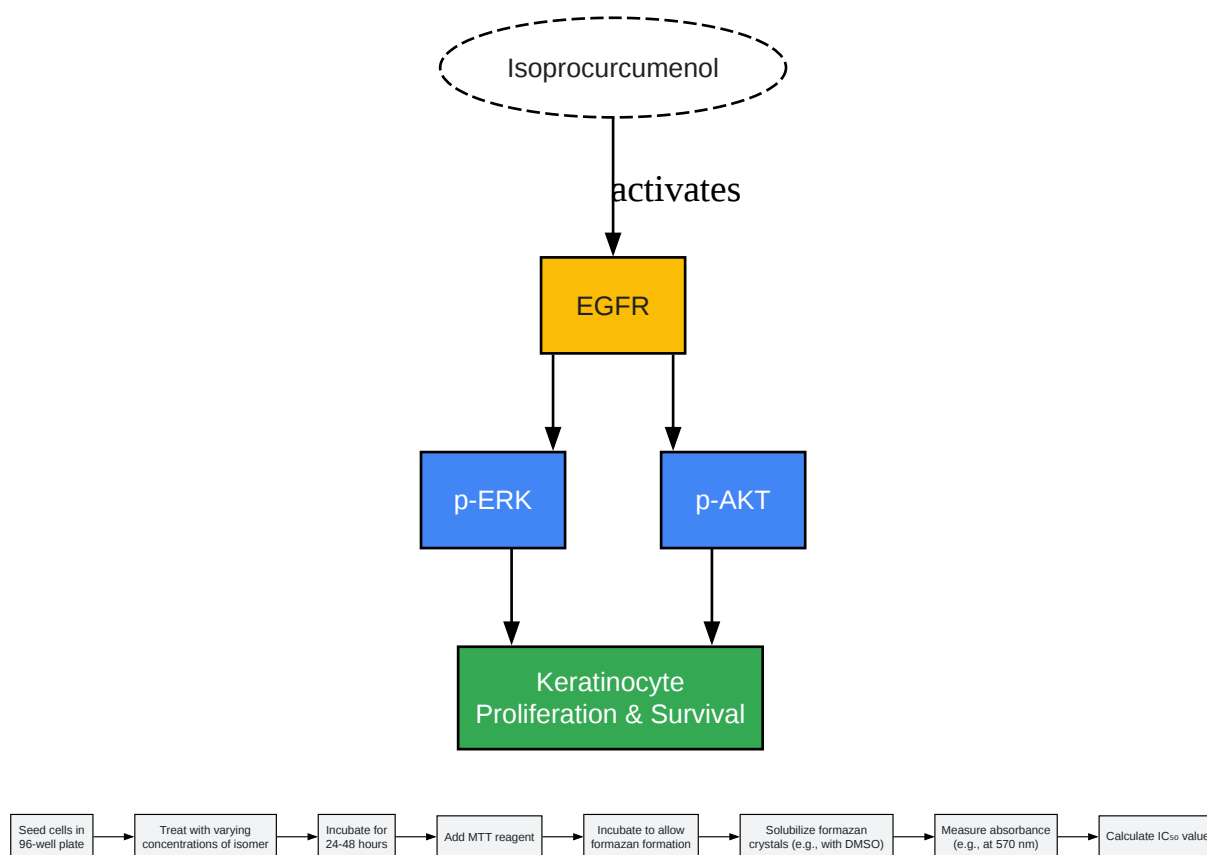 Isoprocurcumenol
activates
EGFR
p-ERK
p-AKT
Keratinocyte
Proliferation & Survival
Seed cells in
96-well plate
Treat with varying
concentrations of isomer
Incubate for
24-48 hours
Add MTT reagent
Incubate to allow
formazan formation
Solubilize formazan
crystals (e.g., with DMSO)
Measure absorbance
(e.g., at 570 nm)
Calculate IC₅₀ value